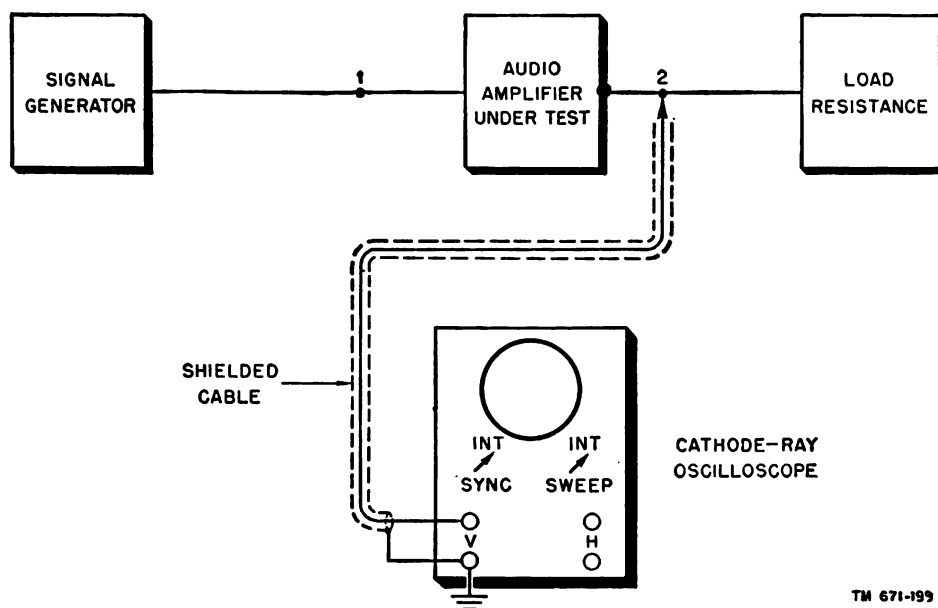 SIGNAL
GENERATOR
1
AUDIO
AMPLIFIER
UNDER TEST
2
LOAD
RESISTANCE
SHIELDED
CABLE
INT
SYNC
INT
SWEEP
V
H
CATHODE-RAY
OSCILLOSCOPE
TM 671-199